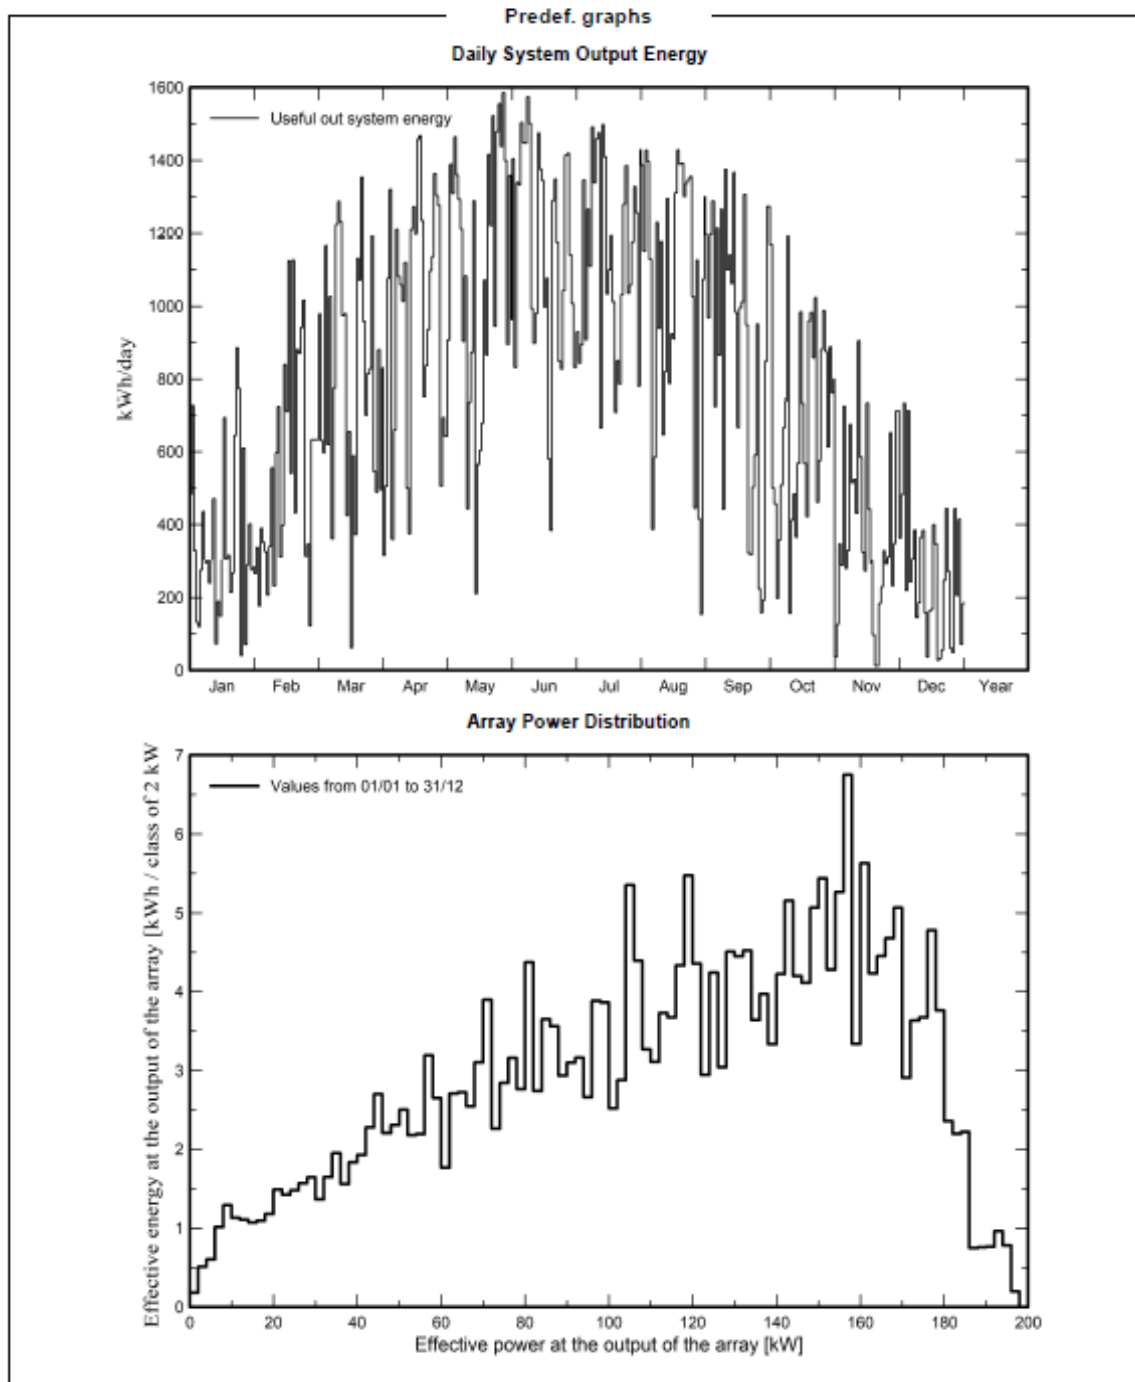 Predef. graphs
Daily System Output Energy
1600
1400
1200
1000
800
600
400
200
0
kWh/day
Useful out system energy
Jan Feb Mar Apr May Jun Jul Aug Sep Oct Nov Dec Year
Array Power Distribution
7
6
5
4
3
2
1
0
Effective energy at the output of the array [kWh / class of 2 kW
Values from 01/01 to 31/12
0 20 40 60 80 100 120 140 160 180 200
Effective power at the output of the array [kW]